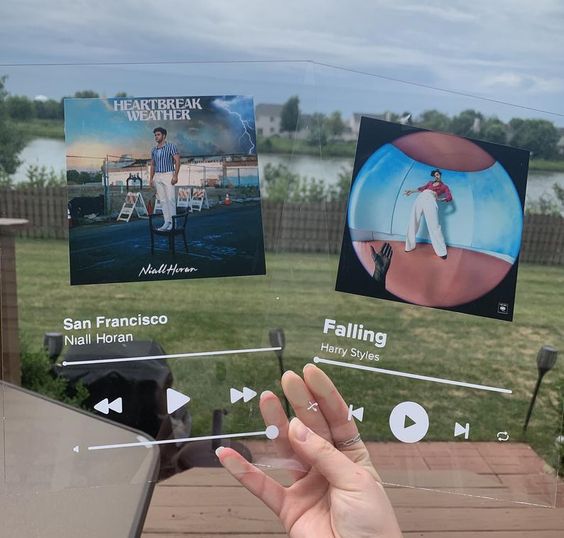 HEARTBREAK
WEATHER
Niall Horan
San Francisco
Niall Horan
Falling
Harry Styles